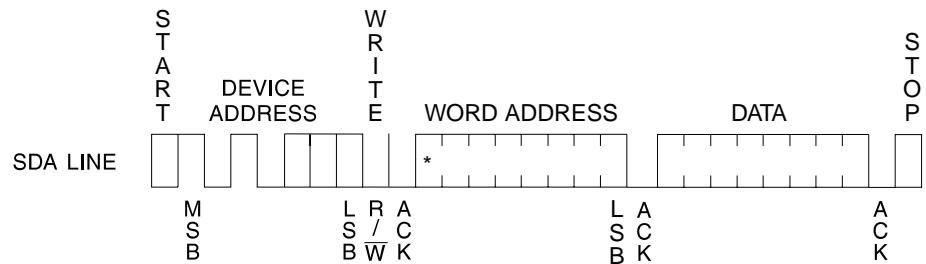 START
WRITE
STOP
DEVICE
ADDRESS
WORD ADDRESS
DATA
SDA LINE
*
MSB
LSB
R/W
ACK
LSB
ACK
ACK